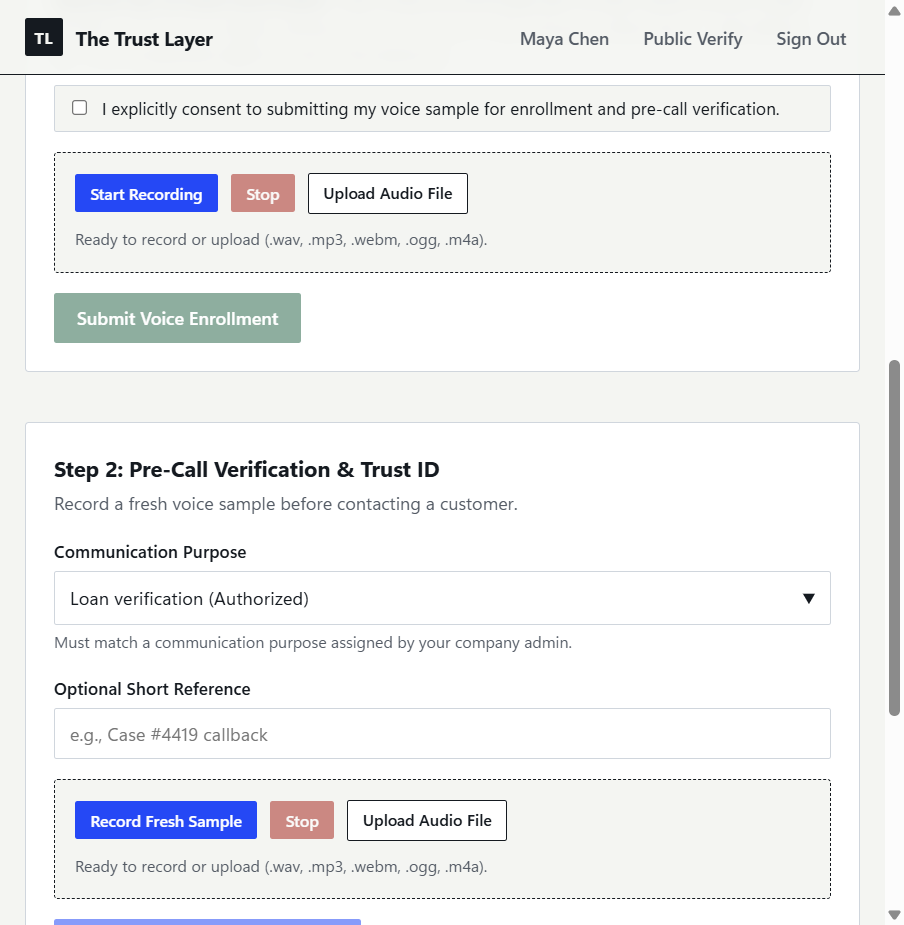 TL The Trust Layer Maya Chen Public Verify Sign Out
I explicitly consent to submitting my voice sample for enrollment and pre-call verification.
Start Recording Stop Upload Audio File
Ready to record or upload (.wav, .mp3, .webm, .ogg, .m4a).
Submit Voice Enrollment
Step 2: Pre-Call Verification & Trust ID
Record a fresh voice sample before contacting a customer.
Communication Purpose
Loan verification (Authorized)
Must match a communication purpose assigned by your company admin.
Optional Short Reference
e.g., Case #4419 callback
Record Fresh Sample Stop Upload Audio File
Ready to record or upload (.wav, .mp3, .webm, .ogg, .m4a).